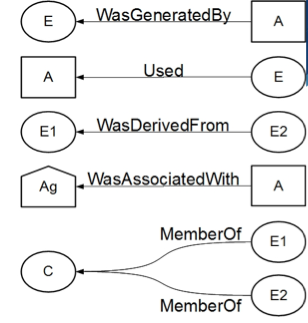 E WasGeneratedBy A
A Used E
E1 WasDerivedFrom E2
Ag WasAssociatedWith A
MemberOf E1
C
MemberOf E2